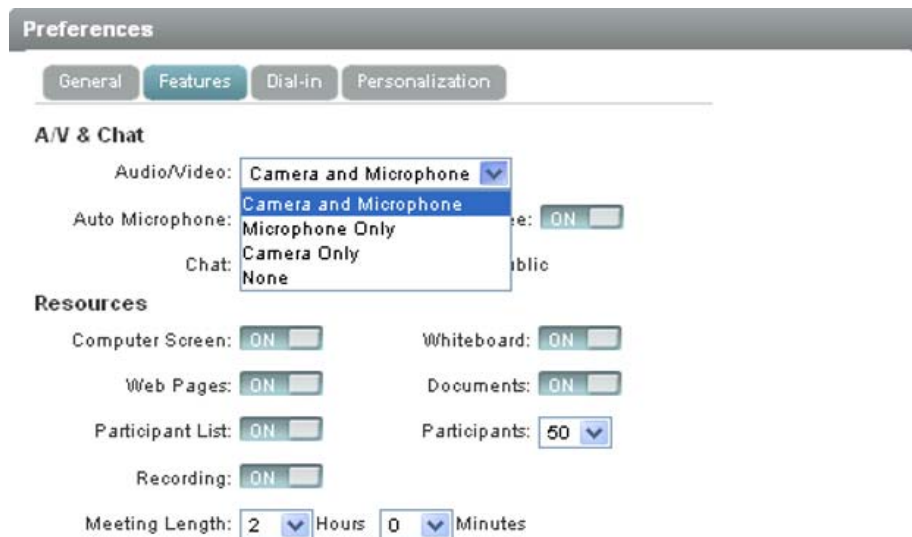 Preferences
General Features Dial-in Personalization
A/V & Chat
Audio/Video: Camera and Microphone
Camera and Microphone
Auto Microphone: ee: ON
Microphone Only
Camera Only
Chat: blic
None
Resources
Computer Screen: ON Whiteboard: ON
Web Pages: ON Documents: ON
Participant List: ON Participants: 50
Recording: ON
Meeting Length: 2 Hours 0 Minutes